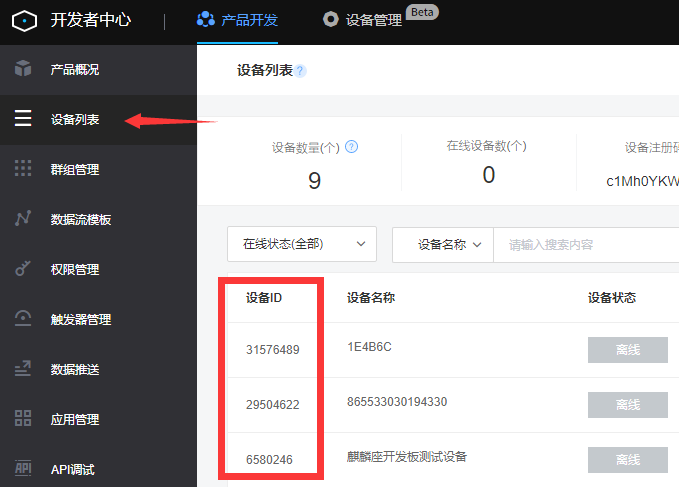 开发者中心
产品开发
设备管理
Beta
产品概况
设备列表
群组管理
数据流模板
权限管理
触发器管理
数据推送
应用管理
API
API调试
设备列表 ?
设备数量(个) ?
9
在线设备数(个)
0
设备注册码
c1Mh0YKW
在线状态(全部)
设备名称
请输入搜索内容
设备ID 设备名称 设备状态
31576489 1E4B6C 离线
29504622 865533030194330 离线
6580246 麒麟座开发板测试设备 离线